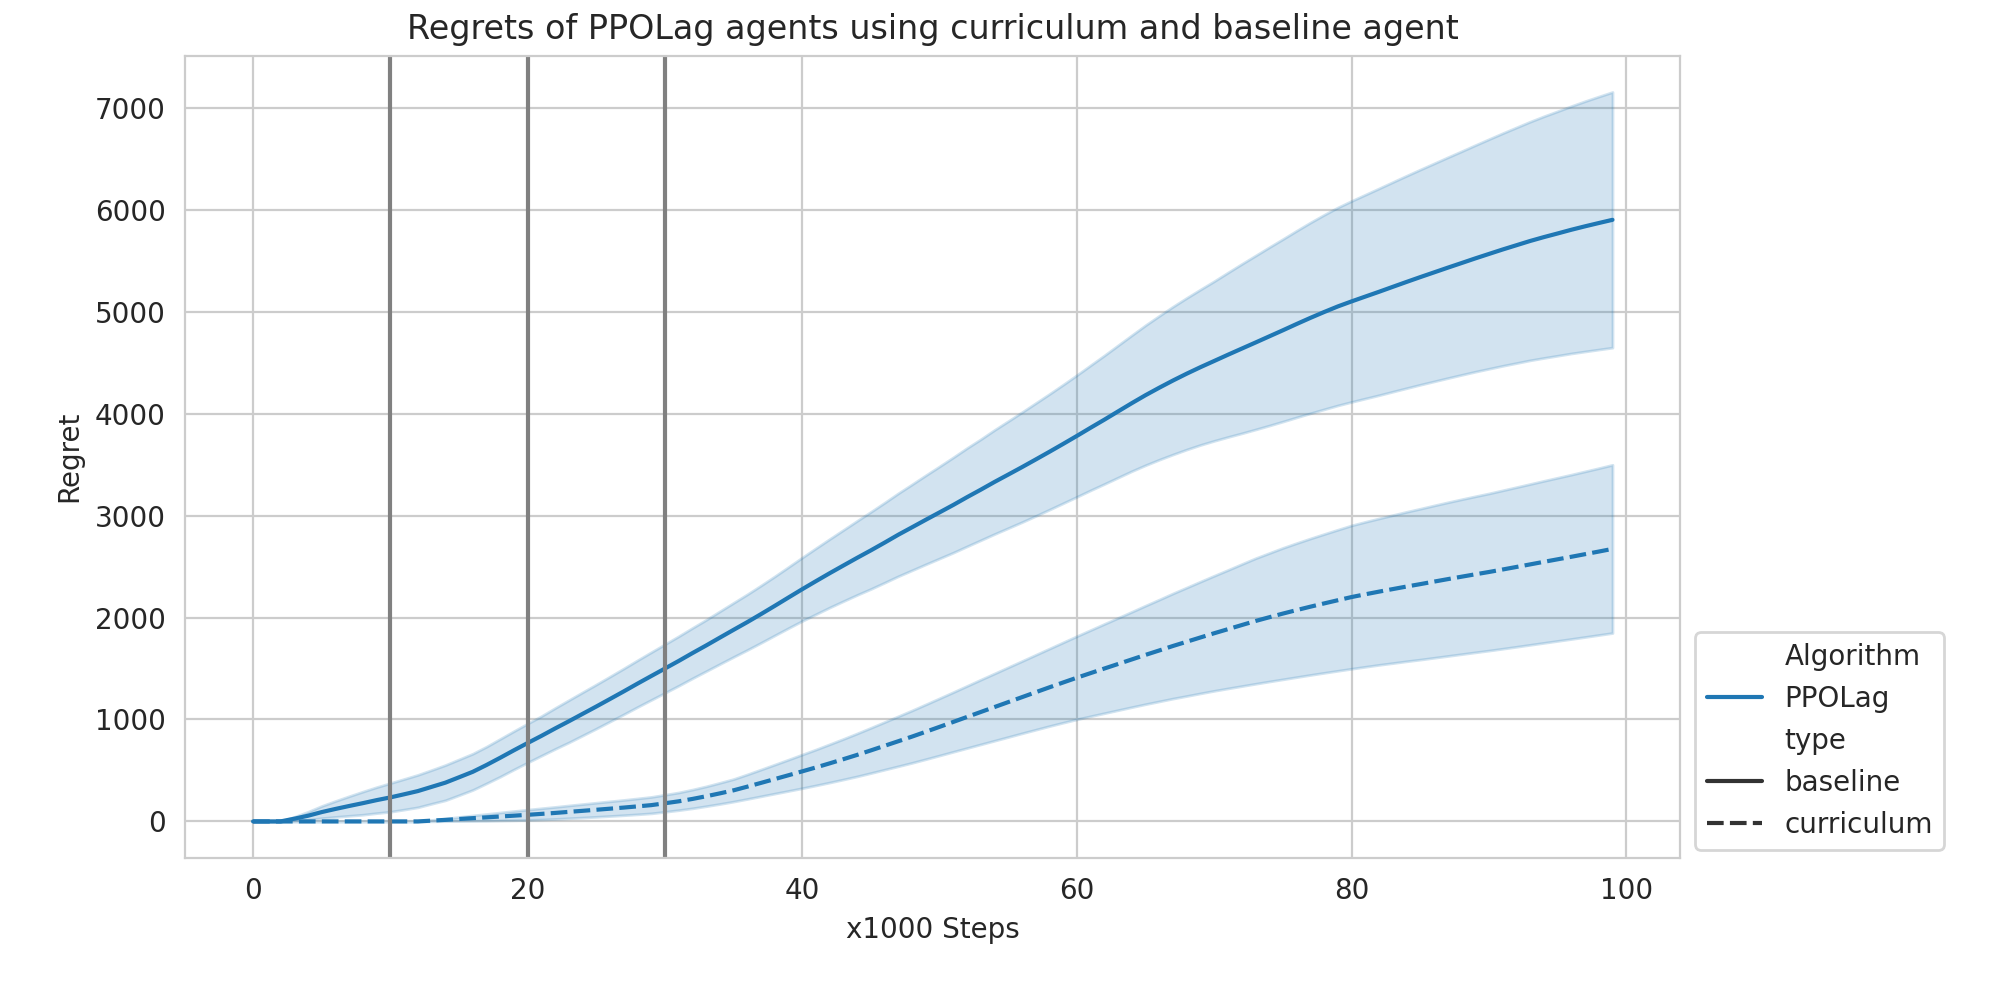 Regrets of PPOLag agents using curriculum and baseline agent
Regret
7000
6000
5000
4000
3000
2000
1000
0
0 20 40 60 80 100
x1000 Steps
Algorithm
PPOLag
type
baseline
curriculum